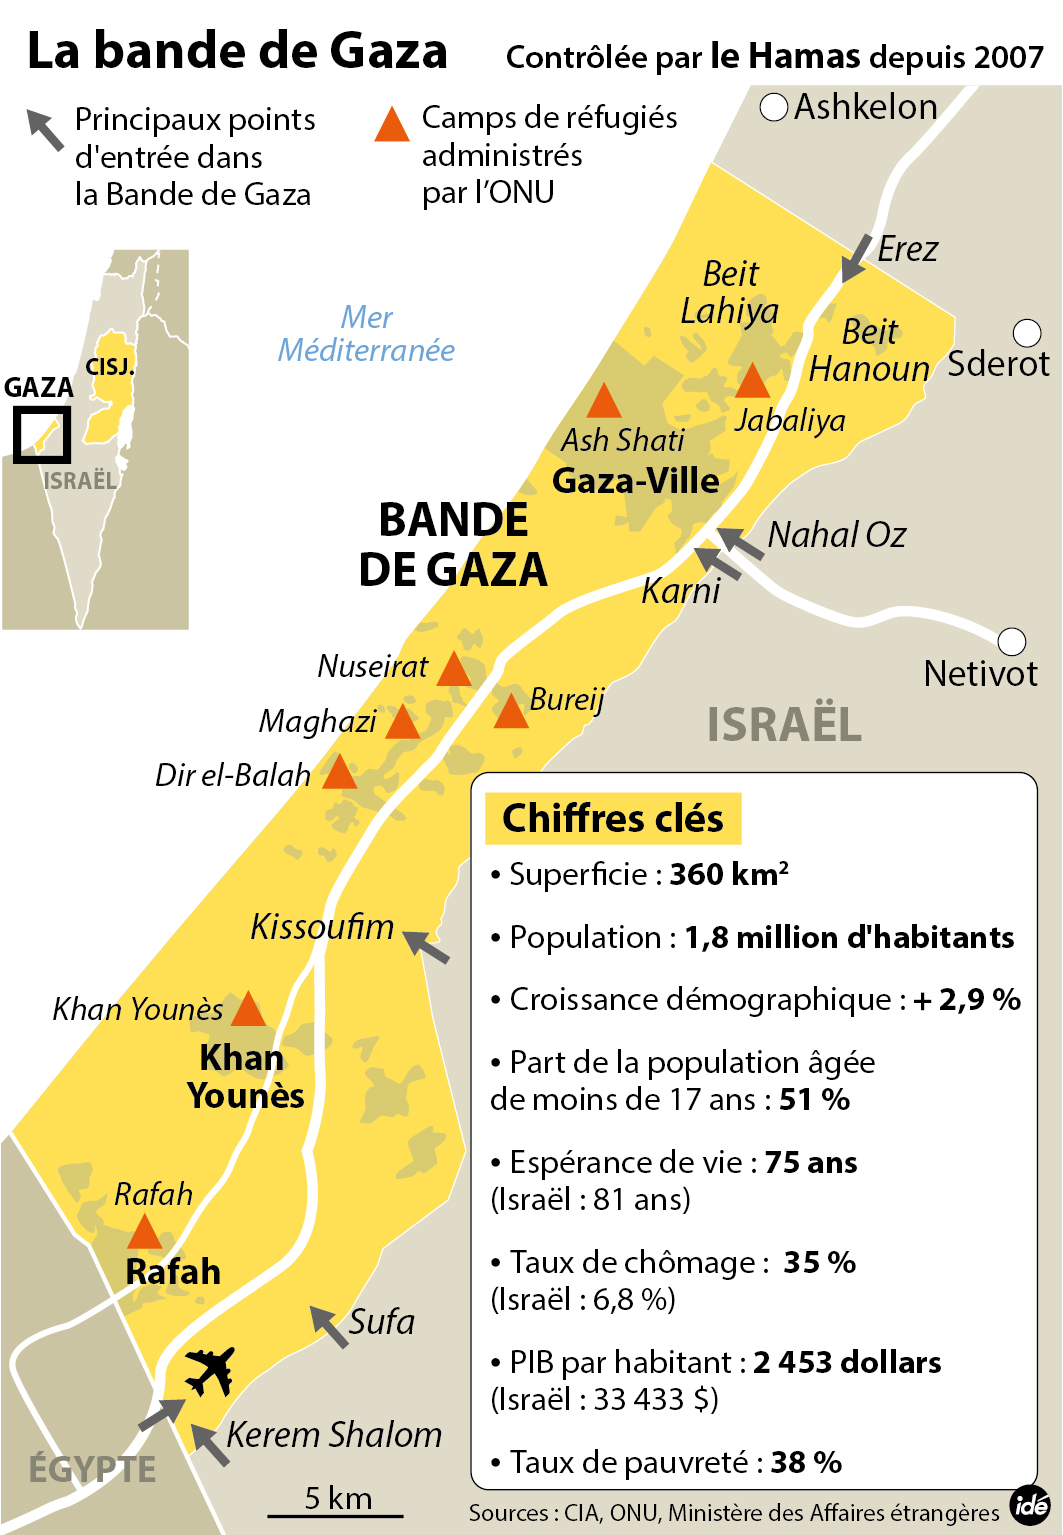 La bande de Gaza
Contrôlée par le Hamas depuis 2007
Principaux points
d'entrée dans
la Bande de Gaza
Camps de réfugiés
administrés
par l'ONU
Ashkelon
Erez
Beit
Lahiya
Mer
Méditerranée
Beit
Hanoun
Sderot
CISJ.
GAZA
ISRAËL
Jabaliya
Ash Shati
Gaza-Ville
BANDE
DE GAZA
Nahal Oz
Karni
Nuseirat
Netivot
Bureij
Maghazi
ISRAËL
Dir el-Balah
Kissoufim
Khan Younès
Khan
Younès
Rafah
Rafah
Sufa
Kerem Shalom
ÉGYPTE
5 km
Chiffres clés
• Superficie : 360 km²
• Population : 1,8 million d'habitants
• Croissance démographique : + 2,9 %
• Part de la population âgée
de moins de 17 ans : 51 %
• Espérance de vie : 75 ans
(Israël : 81 ans)
• Taux de chômage : 35 %
(Israël : 6,8 %)
• PIB par habitant : 2 453 dollars
(Israël : 33 433 $)
• Taux de pauvreté : 38 %
Sources : CIA, ONU, Ministère des Affaires étrangères
idé